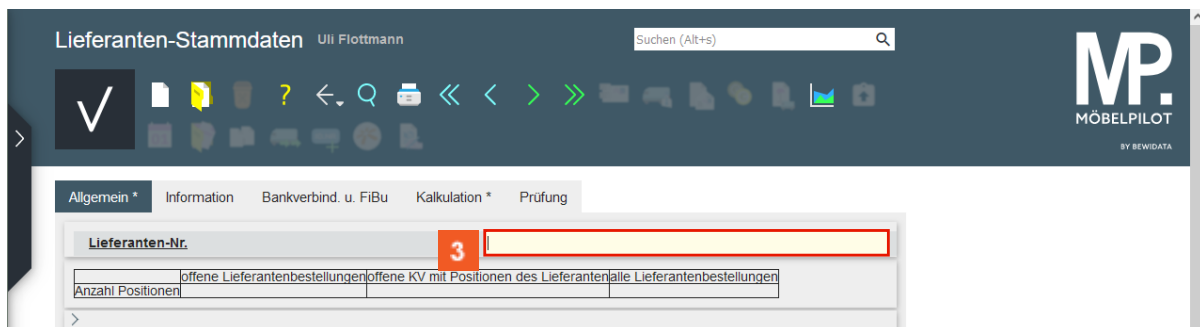 Lieferanten-Stammdaten Uli Flottmann
Suchen (Alt+s)
MP.
MÖBELPILOT
BY BEWIDATA
Allgemein * Information Bankverbind. u. FiBu Kalkulation * Prüfung
Lieferanten-Nr.
3
offene Lieferantenbestellungen offene KV mit Positionen des Lieferanten alle Lieferantenbestellungen
Anzahl Positionen